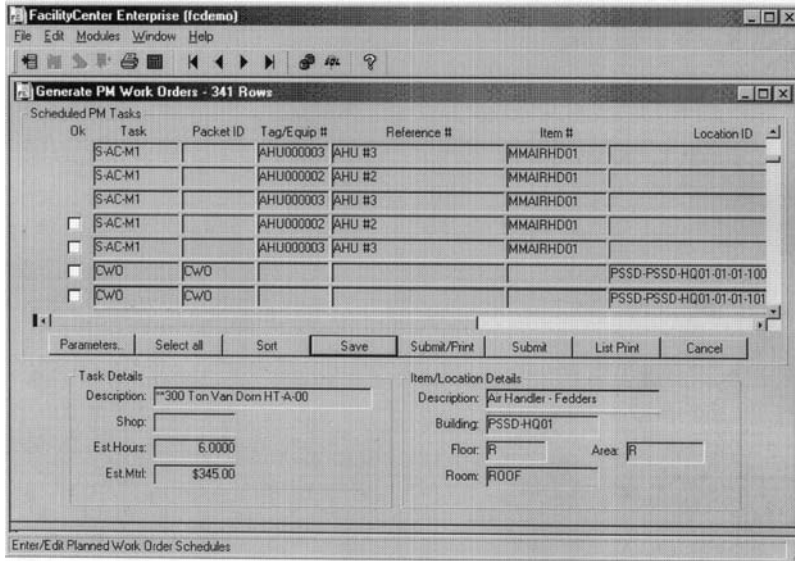 FacilityCenter Enterprise (fcdemo)
File Edit Modules Window Help
Generate PM Work Orders - 341 Rows
Scheduled PM Tasks
Ok Task Packet ID Tag/Equip # Reference # Item # Location ID
S-AC-M1 AHU000003 AHU #3 MMAIRHD01
S-AC-M1 AHU000002 AHU #2 MMAIRHD01
S-AC-M1 AHU000003 AHU #3 MMAIRHD01
S-AC-M1 AHU000002 AHU #2 MMAIRHD01
S-AC-M1 AHU000003 AHU #3 MMAIRHD01
CWO CWO PSSD-PSSD-HQ01-01-01-100
CWO CWO PSSD-PSSD-HQ01-01-01-101
Parameters.. Select all Sort Save Submit/Print Submit List Print Cancel
Task Details
Description: **300 Ton Van Dorn HT-A-00
Shop:
Est.Hours: 6.0000
Est.Mtrl: $345.00
Item/Location Details
Description: Air Handler - Fedders
Building: PSSD-HQ01
Floor: R Area: R
Room: ROOF
Enter/Edit Planned Work Order Schedules